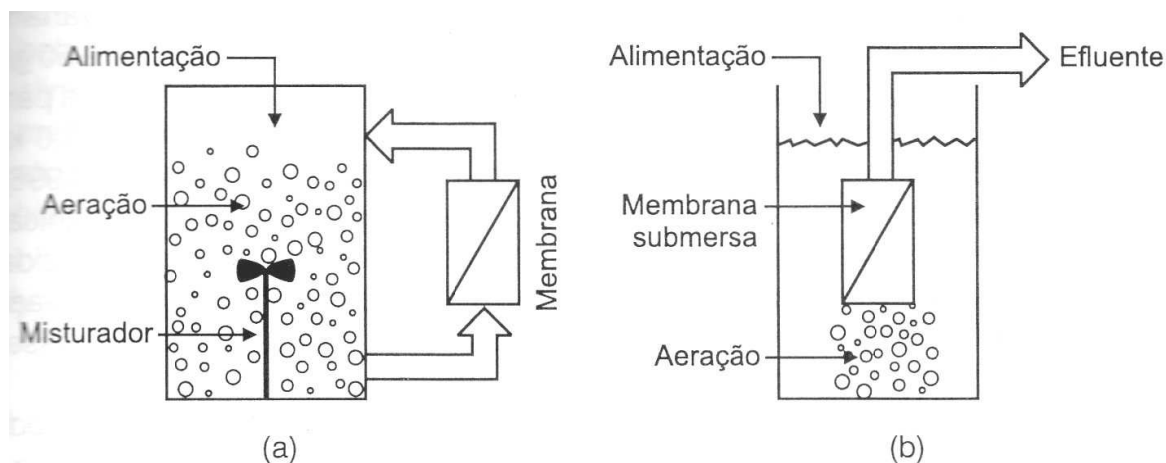 Alimentação
Aeração
Misturador
Membrana
(a)
Alimentação
Efluente
Membrana
submersa
Aeração
(b)